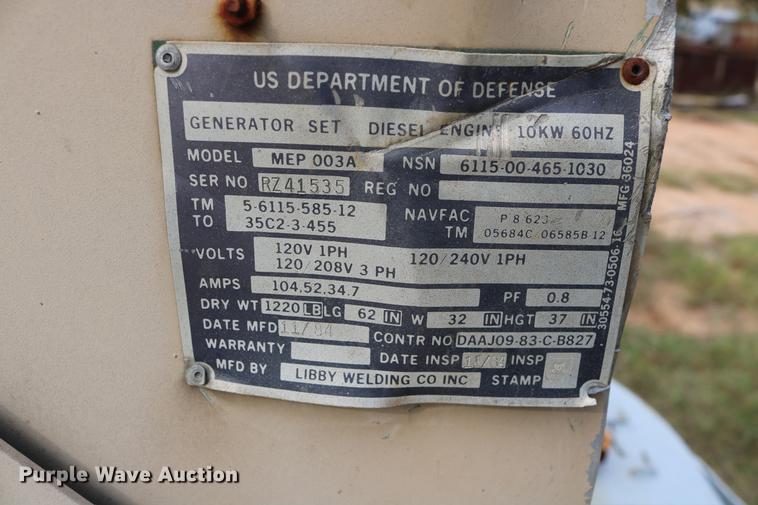 US DEPARTMENT OF DEFENSE
GENERATOR SET DIESEL ENGINE 10KW 60HZ
MODEL MEP 003A NSN 6115-00-465-1030
SER NO RZ41535 REG NO
TM 5-6115-585-12
TO 35C2-3-455
NAVFAC P 8 623
TM 05684C 06585B 12
VOLTS 120V 1PH 120/240V 1PH
120/208V 3 PH
AMPS 104.52.34.7 PF 0.8
DRY WT 1220 LB LG 62 IN W 32 IN HGT 37 IN
DATE MFD 11/84 CONTR NO DAAJ09-83-C-B827
WARRANTY DATE INSP INSP
MFD BY LIBBY WELDING CO INC STAMP
30554-73-0506-16 MFG 36024
Purple Wave Auction